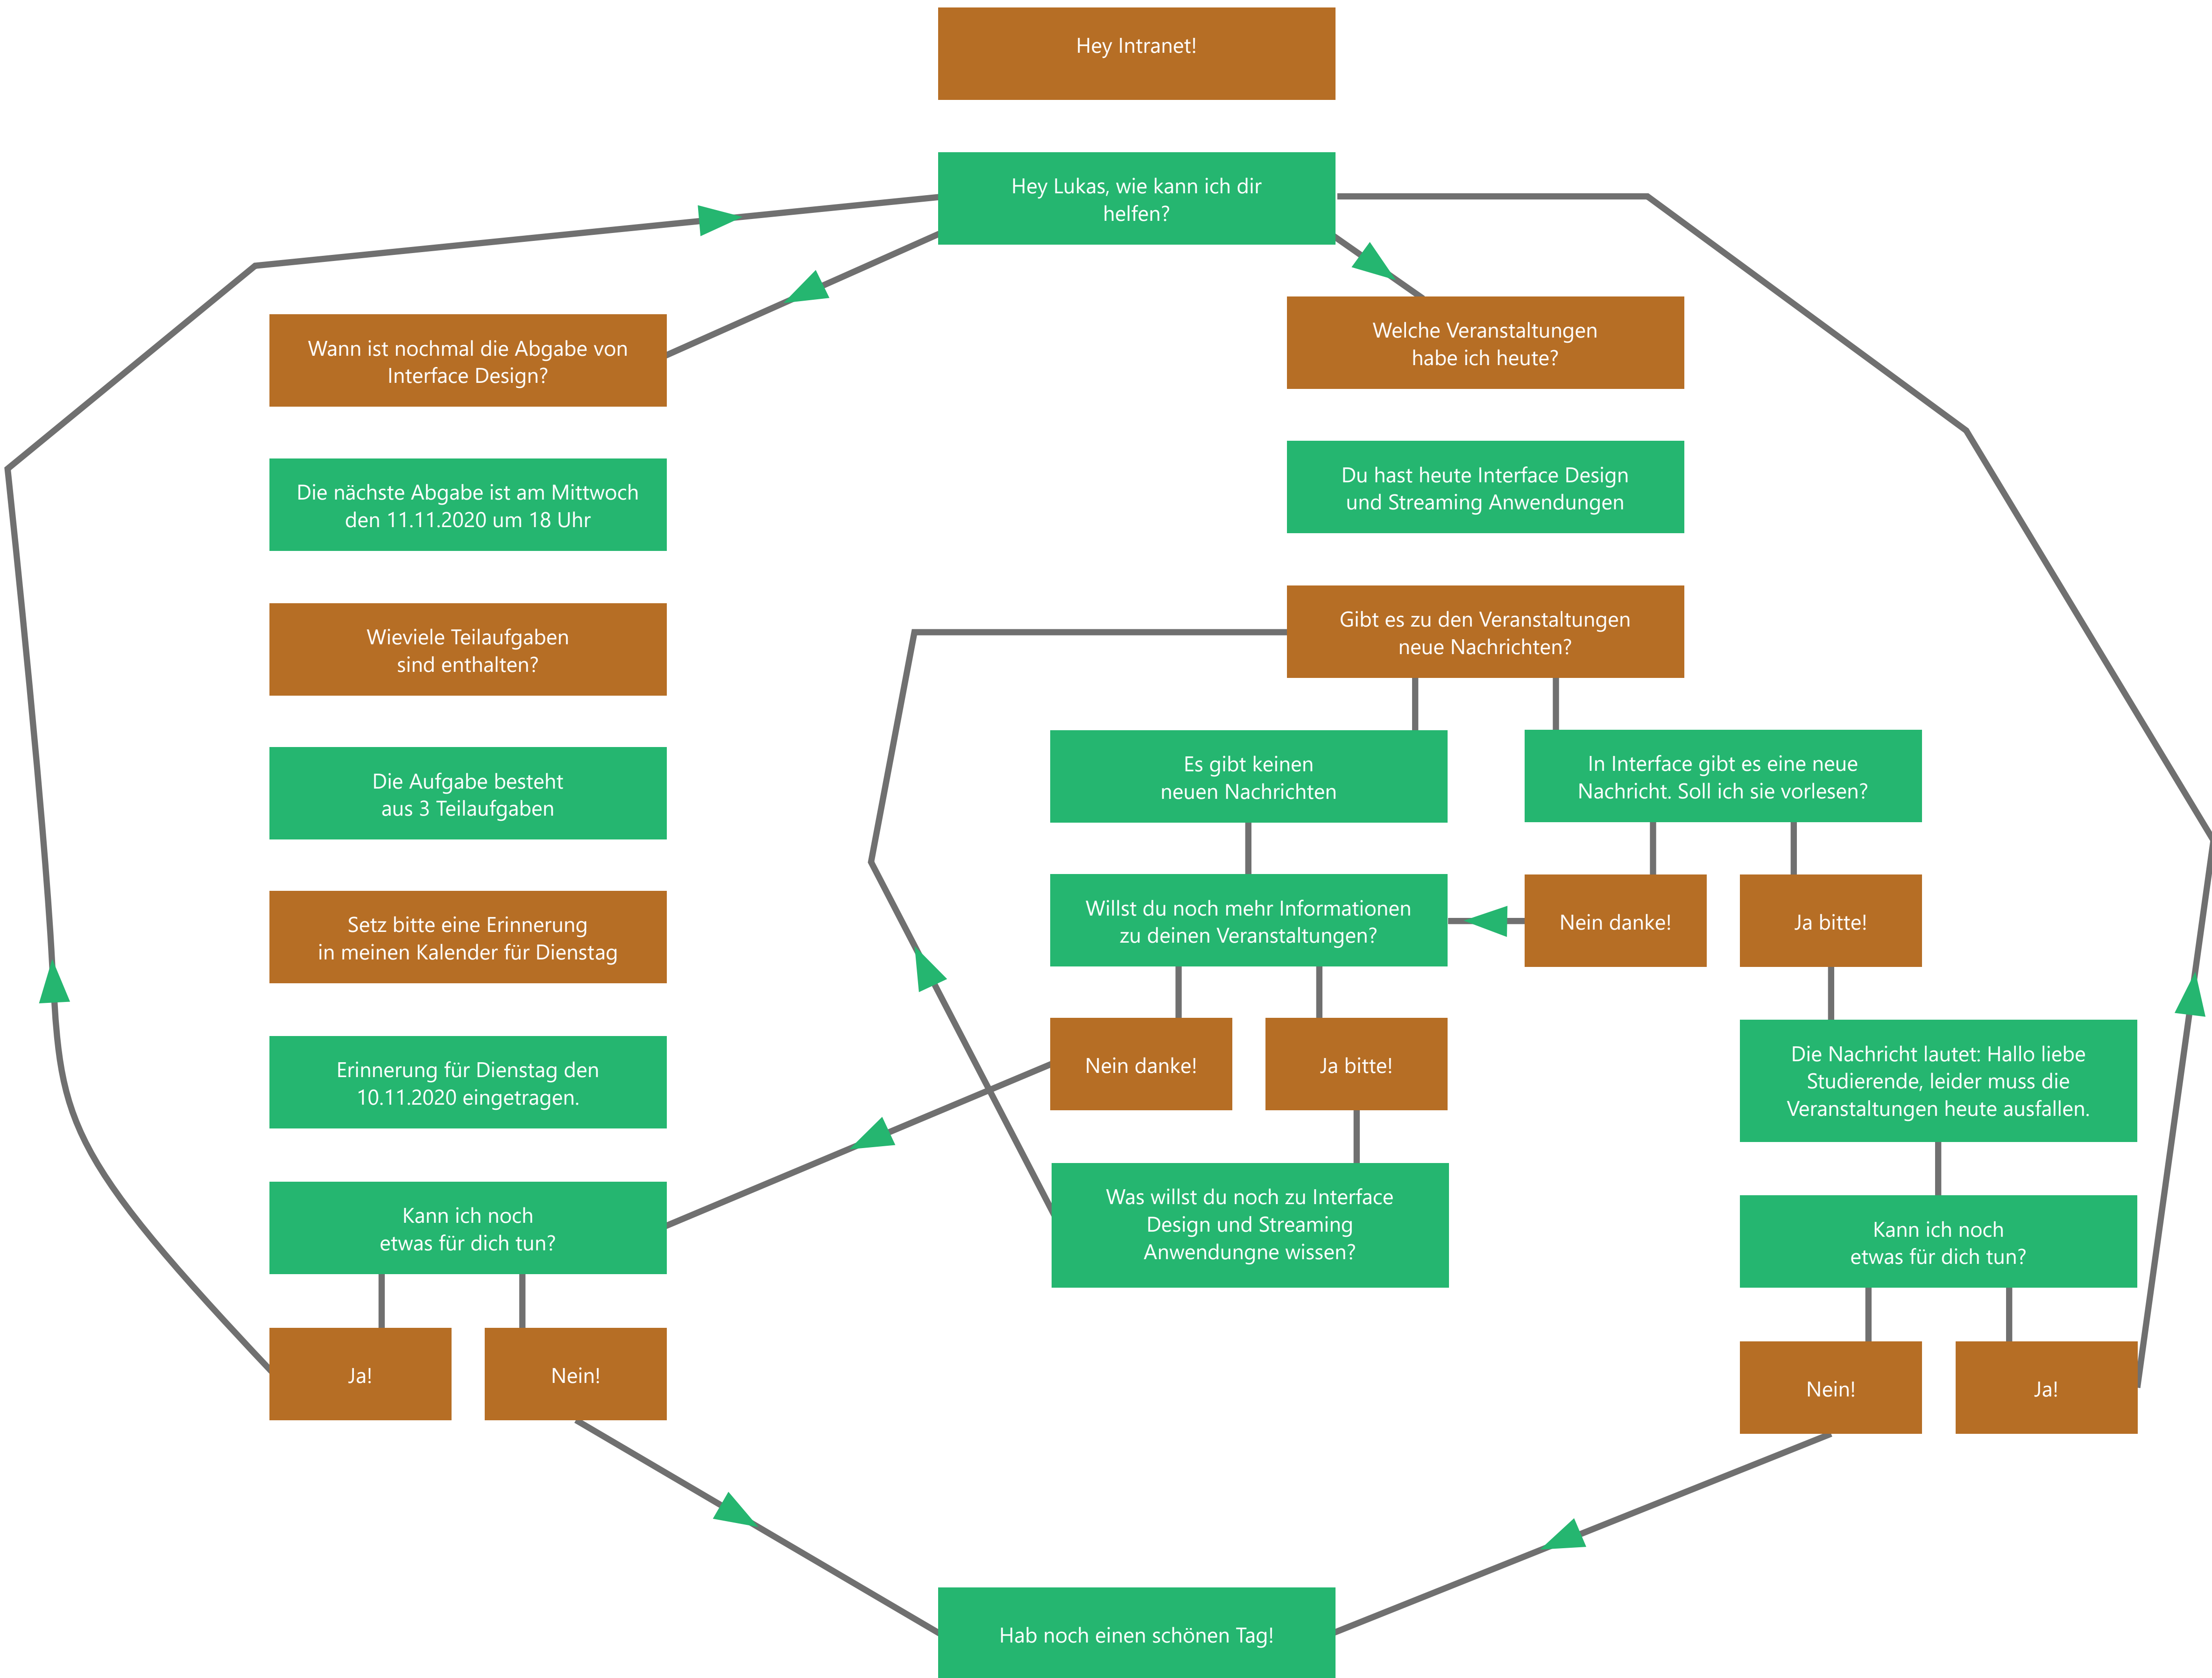 Hey Intranet!
Hey Lukas, wie kann ich dir
helfen?
Wann ist nochmal die Abgabe von
Interface Design?
Die nächste Abgabe ist am Mittwoch
den 11.11.2020 um 18 Uhr
Wieviele Teilaufgaben
sind enthalten?
Die Aufgabe besteht
aus 3 Teilaufgaben
Setz bitte eine Erinnerung
in meinen Kalender für Dienstag
Erinnerung für Dienstag den
10.11.2020 eingetragen.
Kann ich noch
etwas für dich tun?
Ja!
Nein!
Welche Veranstaltungen
habe ich heute?
Du hast heute Interface Design
und Streaming Anwendungen
Gibt es zu den Veranstaltungen
neue Nachrichten?
Es gibt keinen
neuen Nachrichten
Willst du noch mehr Informationen
zu deinen Veranstaltungen?
Nein danke!
Ja bitte!
Was willst du noch zu Interface
Design und Streaming
Anwendungne wissen?
In Interface gibt es eine neue
Nachricht. Soll ich sie vorlesen?
Nein danke!
Ja bitte!
Die Nachricht lautet: Hallo liebe
Studierende, leider muss die
Veranstaltungen heute ausfallen.
Kann ich noch
etwas für dich tun?
Nein!
Ja!
Hab noch einen schönen Tag!